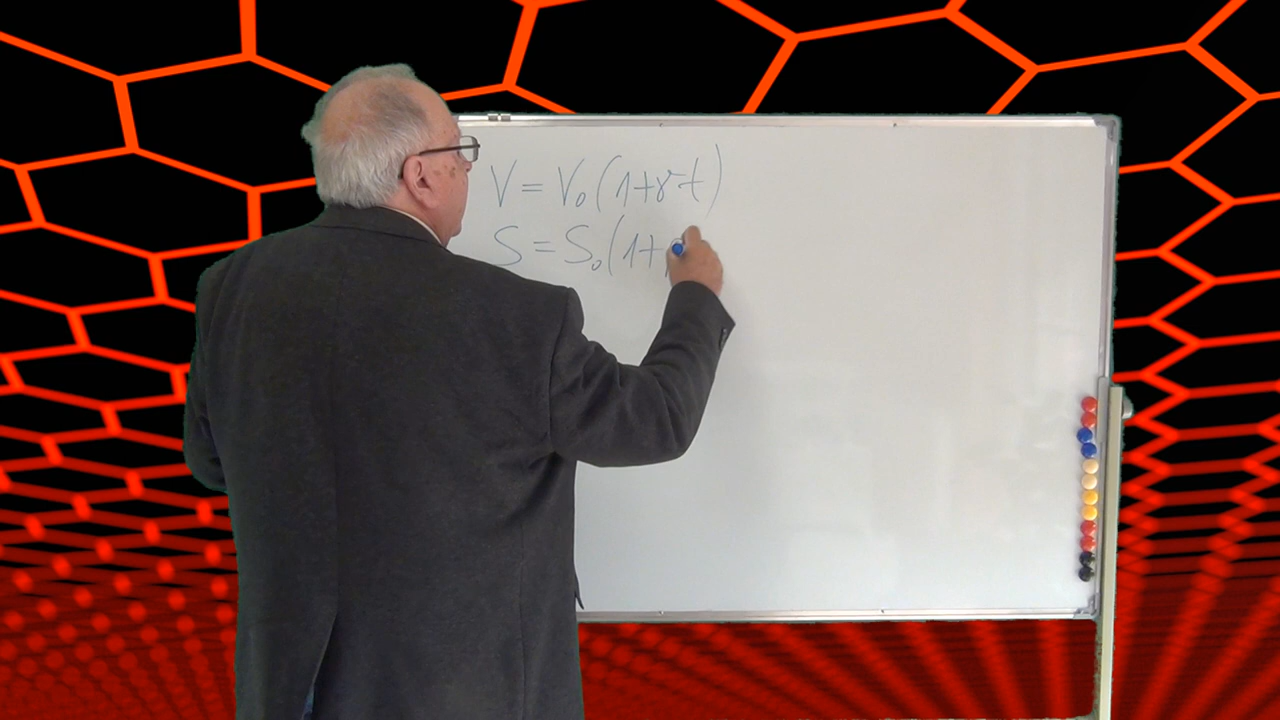 V = V₀ (1+γt)
S = S₀ (1+